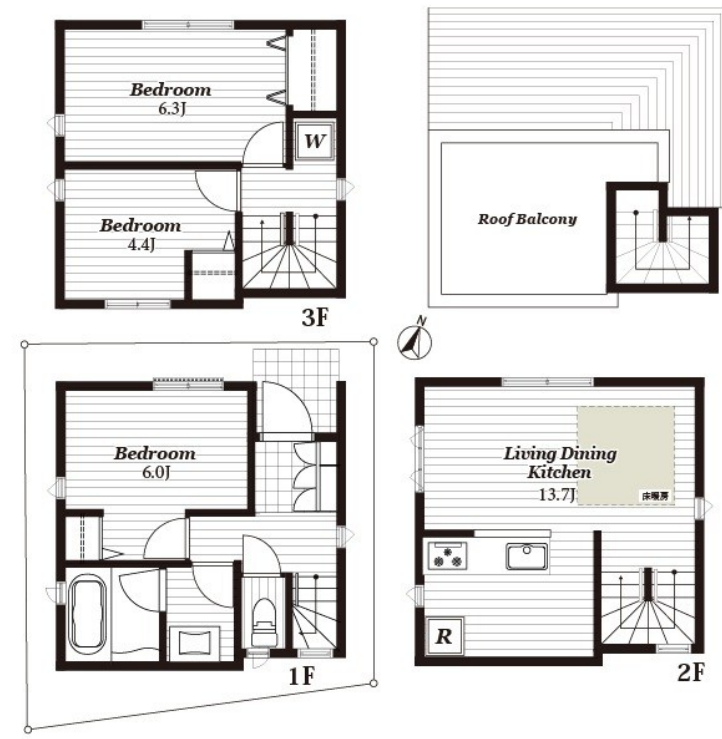 Bedroom
6.3J
W
Bedroom
4.4J
3F
Roof Balcony
N
Bedroom
6.0J
1F
Living Dining
Kitchen
13.7J
床暖房
R
2F